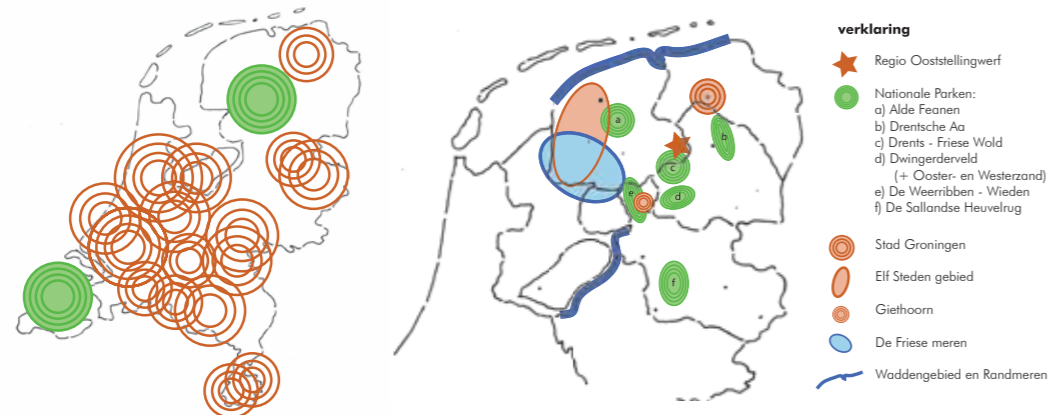 a
b
c
d
e
f
verklaring
Regio Ooststellingwerf
Nationale Parken:
a) Alde Feanen
b) Drentsche Aa
c) Drents - Friese Wold
d) Dwingerderveld
(+ Ooster- en Westerzand)
e) De Weerribben - Wieden
f) De Sallandse Heuvelrug
Stad Groningen
Elf Steden gebied
Giethoorn
De Friese meren
Waddengebied en Randmeren